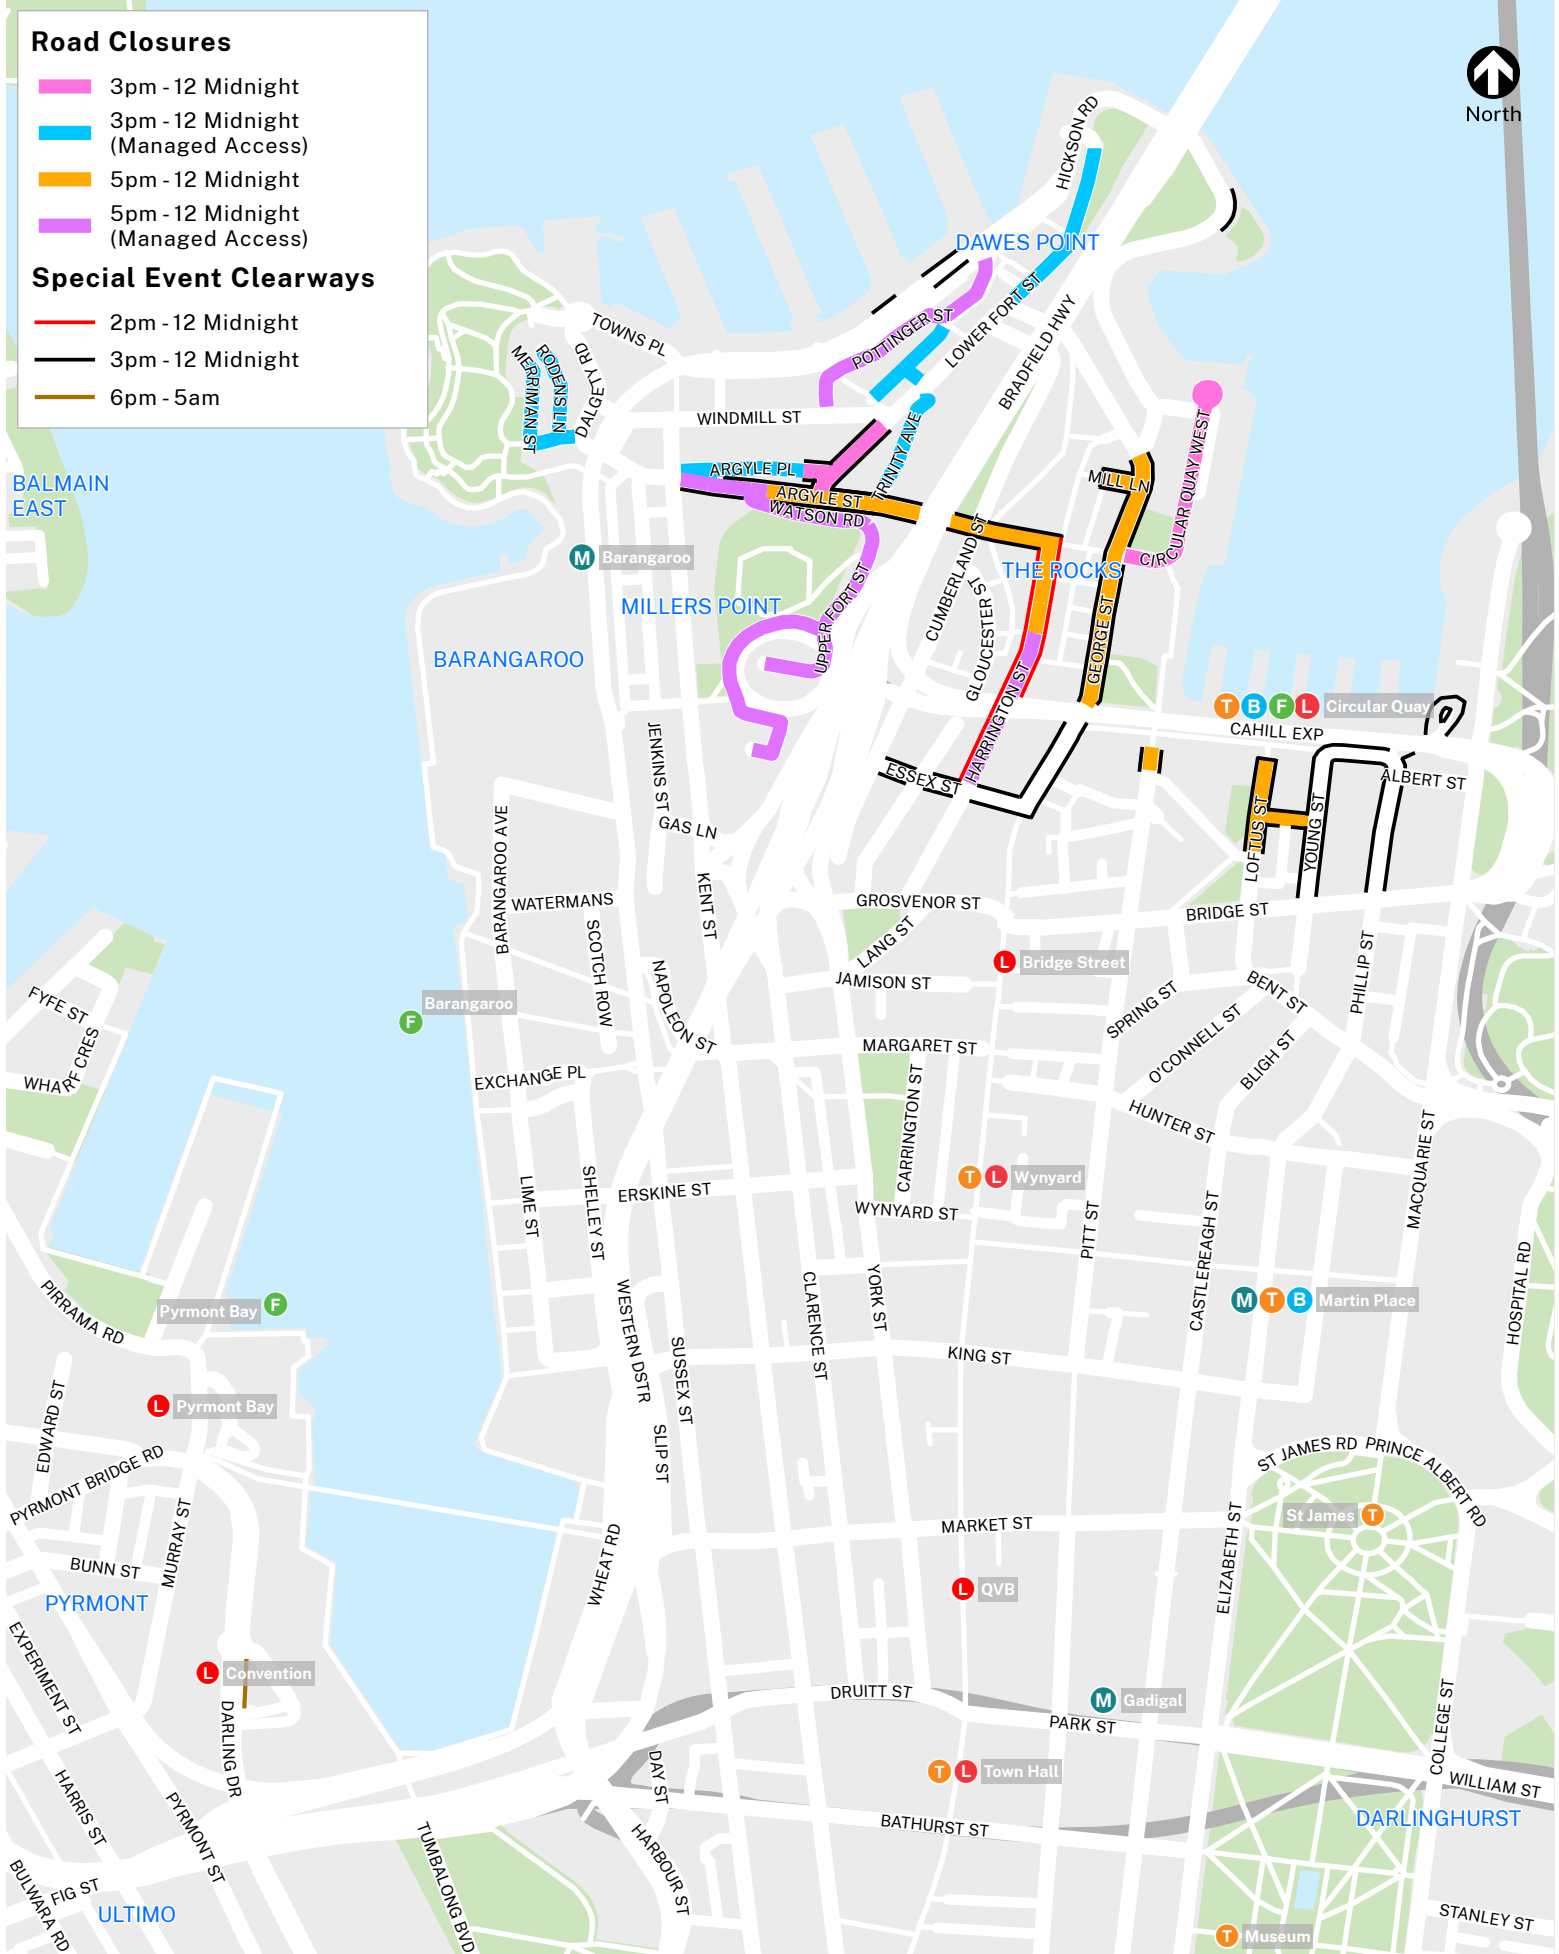 Road Closures
3pm - 12 Midnight
3pm - 12 Midnight
(Managed Access)
5pm - 12 Midnight
5pm - 12 Midnight
(Managed Access)
Special Event Clearways
2pm - 12 Midnight
3pm - 12 Midnight
6pm - 5am
North
HICKSON RD
DAWES POINT
TOWNS PL
POTTINGER ST
LOWER FORT ST
BRADFIELD HWY
MERRIMAN ST
RODENS LN
DALGETY RD
WINDMILL ST
TRINITY AVE
ARGYLE PL
ARGYLE ST
WATSON RD
MILL LN
CIRCULAR QUAY WEST
BALMAIN
EAST
M Barangaroo
MILLERS POINT
UPPER FORT ST
CUMBERLAND ST
GLOUCESTER ST
THE ROCKS
GEORGE ST
HARRINGTON ST
BARANGAROO
T B F L Circular Quay
CAHILL EXP
ALBERT ST
ESSEX ST
JENKINS ST
GAS LN
LOFTUS ST
YOUNG ST
BARANGAROO AVE
WATERMANS
KENT ST
GROSVENOR ST
BRIDGE ST
LANG ST
SCOTCH ROW
NAPOLEON ST
JAMISON ST
L Bridge Street
PHILLIP ST
BENT ST
SPRING ST
O'CONNELL ST
BLIGH ST
FYFE ST
WHARF CRES
Barangaroo
F
MARGARET ST
EXCHANGE PL
CARRINGTON ST
HUNTER ST
MACQUARIE ST
T L Wynyard
LIME ST
SHELLEY ST
ERSKINE ST
WYNYARD ST
PITT ST
CASTLEREAGH ST
HOSPITAL RD
PIRRAMA RD
Pyrmont Bay F
WESTERN DSTR
CLARENCE ST
YORK ST
M T B Martin Place
SUSSEX ST
KING ST
EDWARD ST
L Pyrmont Bay
PYRMONT BRIDGE RD
SLIP ST
ST JAMES RD
PRINCE ALBERT RD
MURRAY ST
WHEAT RD
MARKET ST
St James T
ELIZABETH ST
BUNN ST
PYRMONT
L QVB
EXPERIMENT ST
L Convention
DARLING DR
DRUITT ST
M Gadigal
PARK ST
COLLEGE ST
HARRIS ST
PYRMONT ST
DAY ST
T L Town Hall
WILLIAM ST
DARLINGHURST
BATHURST ST
TUMBALONG BVD
HARBOUR ST
BULWARA RD
FIG ST
ULTIMO
STANLEY ST
T Museum